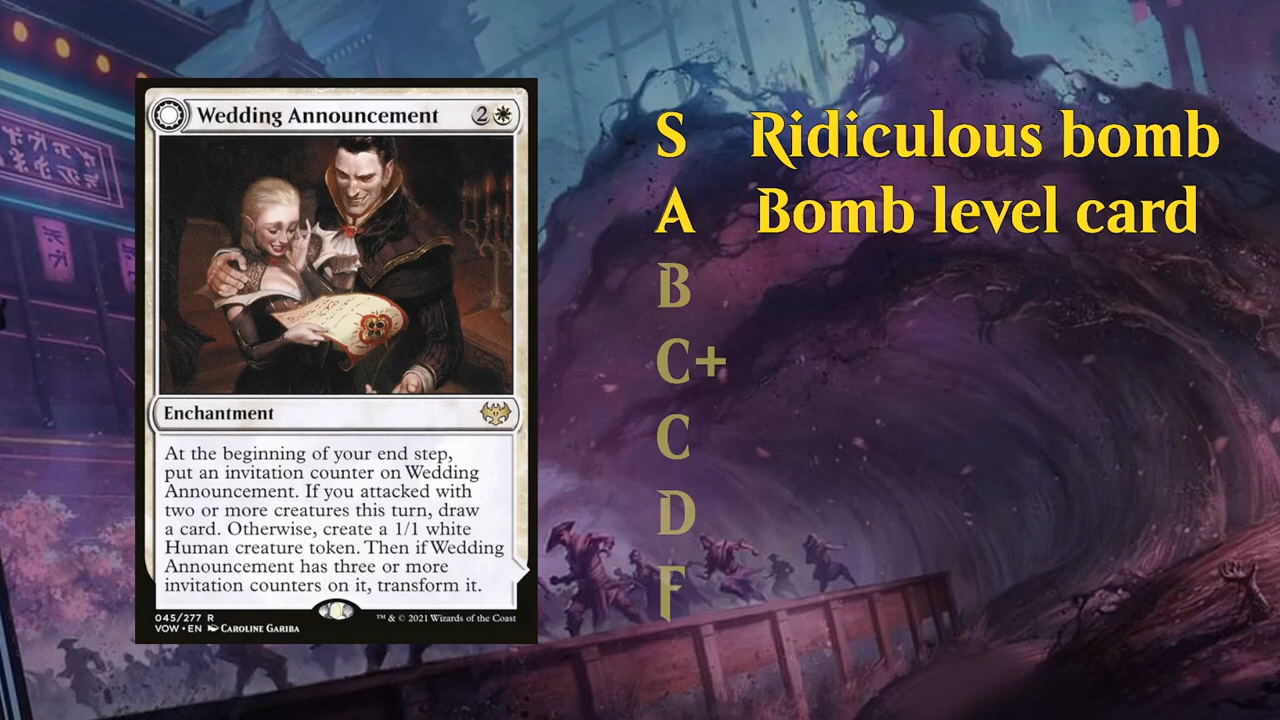 Wedding Announcement 2
Enchantment
At the beginning of your end step,
put an invitation counter on Wedding
Announcement. If you attacked with
two or more creatures this turn, draw
a card. Otherwise, create a 1/1 white
Human creature token. Then if Wedding
Announcement has three or more
invitation counters on it, transform it.
045/277 R
VOW • EN CAROLINE GARIBA
™ & © 2021 Wizards of the Coast
S Ridiculous bomb
A Bomb level card
B
C+
C
D
F